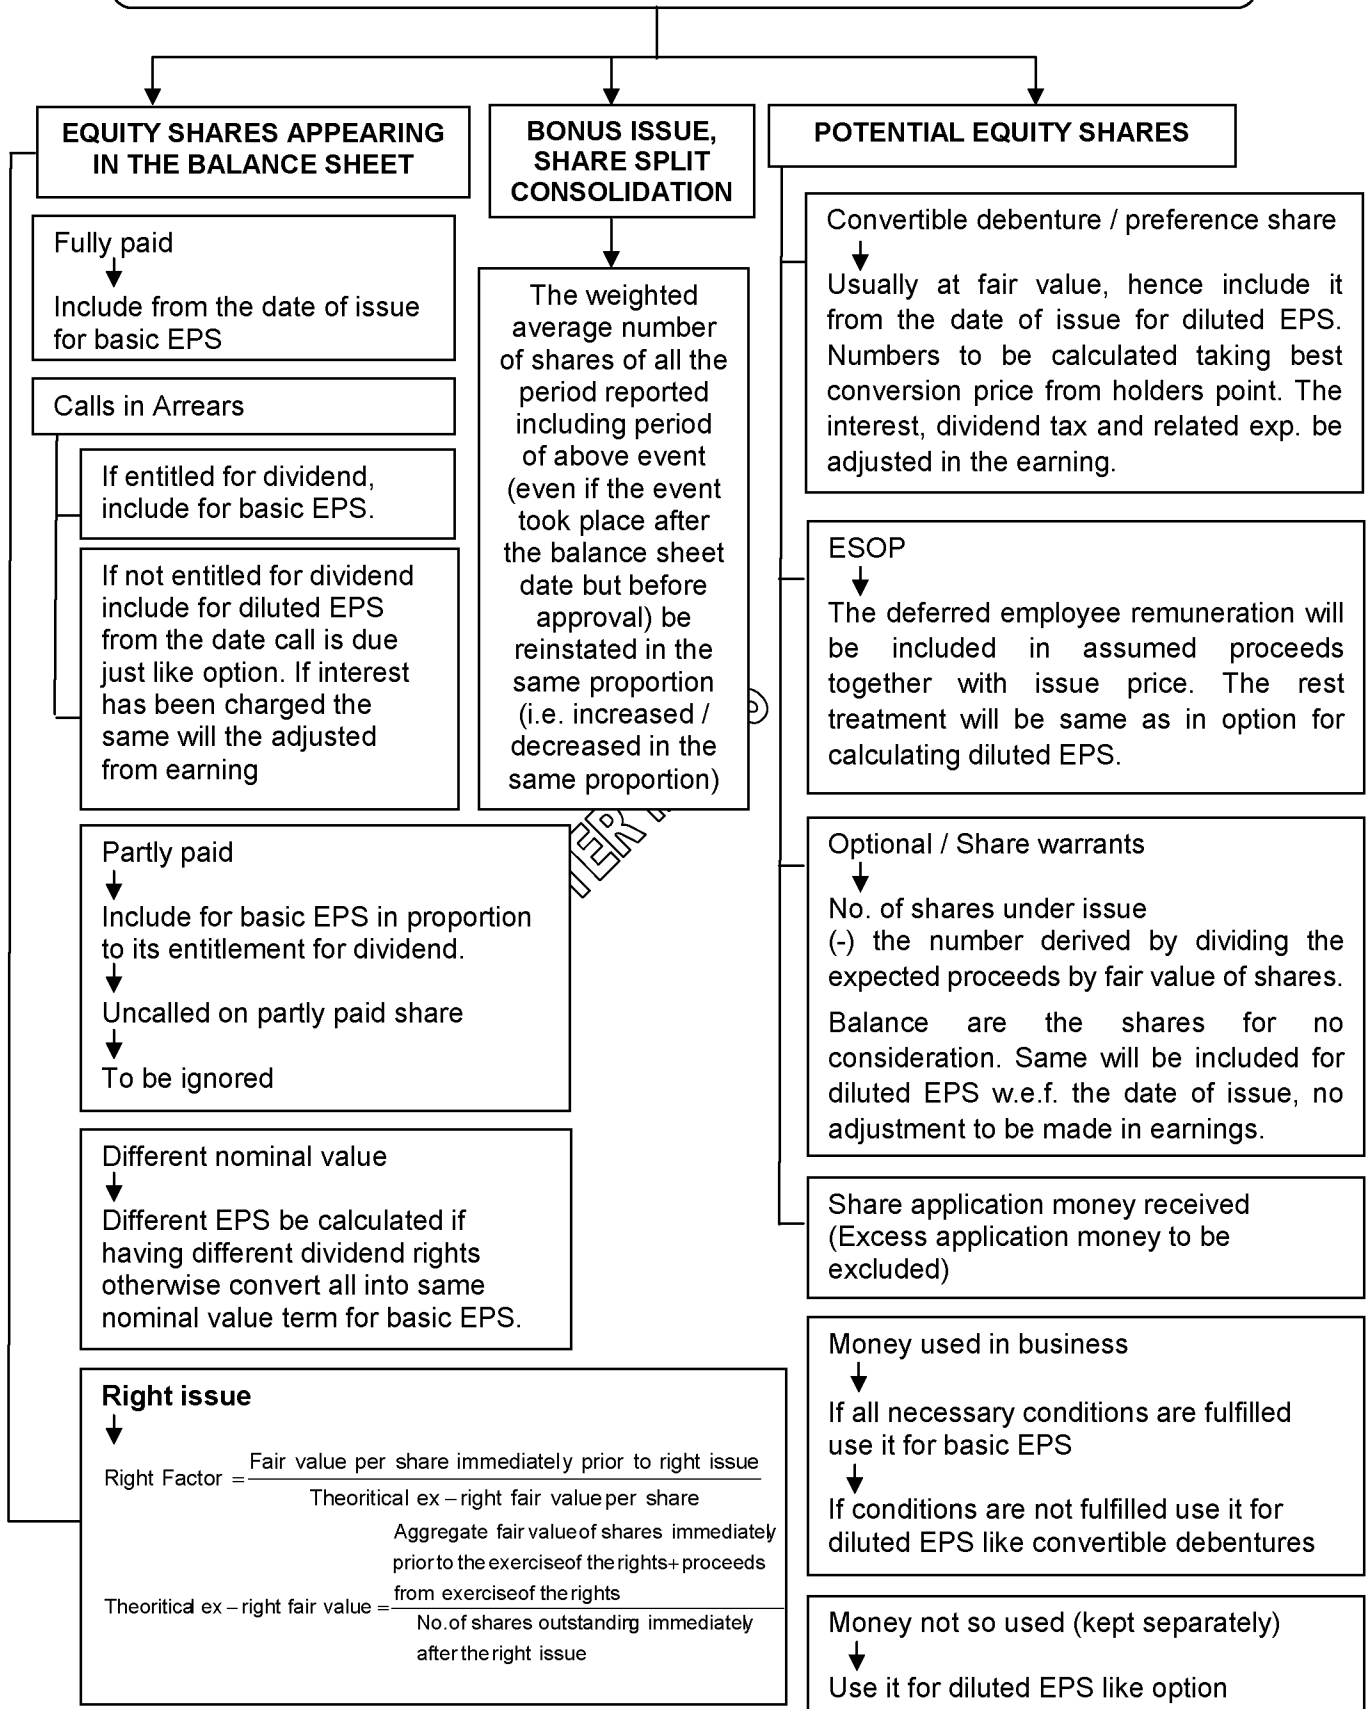 EQUITY SHARES APPEARING
IN THE BALANCE SHEET
Fully paid
Include from the date of issue
for basic EPS
Calls in Arrears
If entitled for dividend,
include for basic EPS.
If not entitled for dividend
include for diluted EPS
from the date call is due
just like option. If interest
has been charged the
same will the adjusted
from earning
Partly paid
Include for basic EPS in proportion
to its entitlement for dividend.
Uncalled on partly paid share
To be ignored
Different nominal value
Different EPS be calculated if
having different dividend rights
otherwise convert all into same
nominal value term for basic EPS.
Right issue
Right Factor = Fair value per share immediately prior to right issue
Theoritical ex – right fair value per share
Aggregate fair value of shares immediately
prior to the exercise of the rights + proceeds
from exercise of the rights
Theoritical ex – right fair value =
No. of shares outstanding immediately
after the right issue
BONUS ISSUE,
SHARE SPLIT
CONSOLIDATION
The weighted
average number
of shares of all the
period reported
including period
of above event
(even if the event
took place after
the balance sheet
date but before
approval) be
reinstated in the
same proportion
(i.e. increased /
decreased in the
same proportion)
POTENTIAL EQUITY SHARES
Convertible debenture / preference share
Usually at fair value, hence include it
from the date of issue for diluted EPS.
Numbers to be calculated taking best
conversion price from holders point. The
interest, dividend tax and related exp. be
adjusted in the earning.
ESOP
The deferred employee remuneration will
be included in assumed proceeds
together with issue price. The rest
treatment will be same as in option for
calculating diluted EPS.
Optional / Share warrants
No. of shares under issue
(-) the number derived by dividing the
expected proceeds by fair value of shares.
Balance are the shares for no
consideration. Same will be included for
diluted EPS w.e.f. the date of issue, no
adjustment to be made in earnings.
Share application money received
(Excess application money to be
excluded)
Money used in business
If all necessary conditions are fulfilled
use it for basic EPS
If conditions are not fulfilled use it for
diluted EPS like convertible debentures
Money not so used (kept separately)
Use it for diluted EPS like option